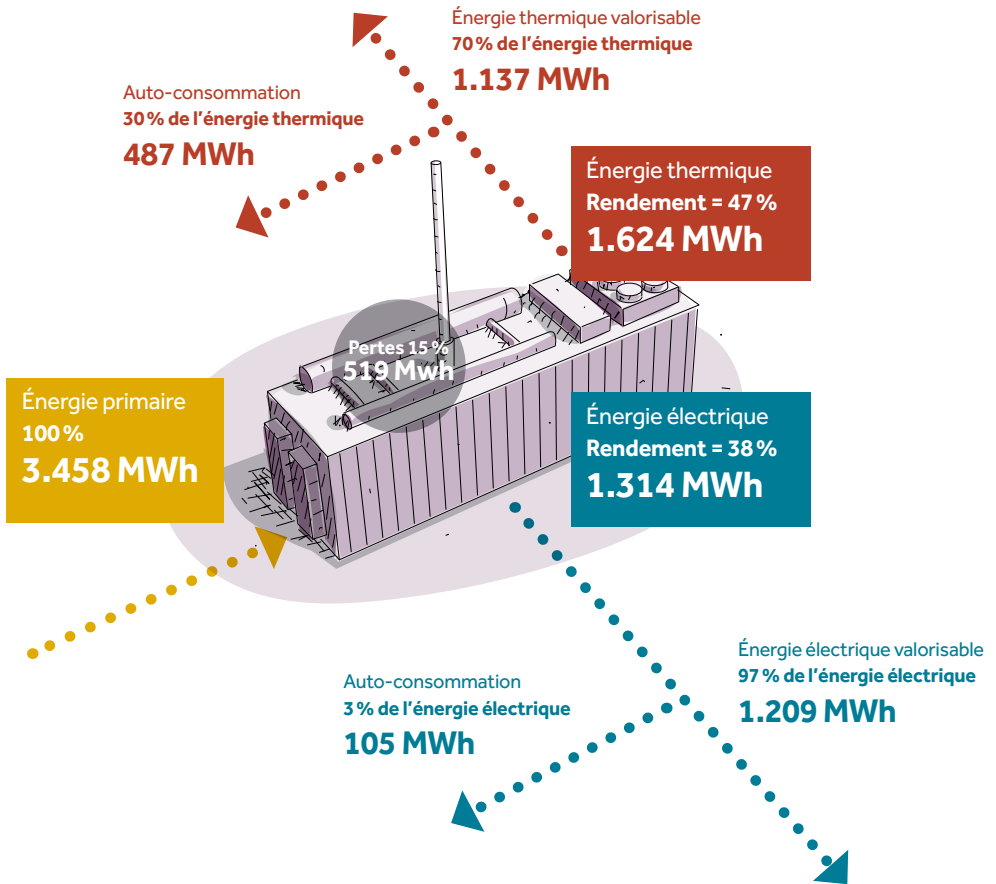 Énergie thermique valorisable
70 % de l'énergie thermique
1.137 MWh
Auto-consommation
30 % de l'énergie thermique
487 MWh
Énergie thermique
Rendement = 47 %
1.624 MWh
Pertes 15 %
519 Mwh
Énergie primaire
100 %
3.458 MWh
Énergie électrique
Rendement = 38 %
1.314 MWh
Énergie électrique valorisable
97 % de l'énergie électrique
1.209 MWh
Auto-consommation
3 % de l'énergie électrique
105 MWh